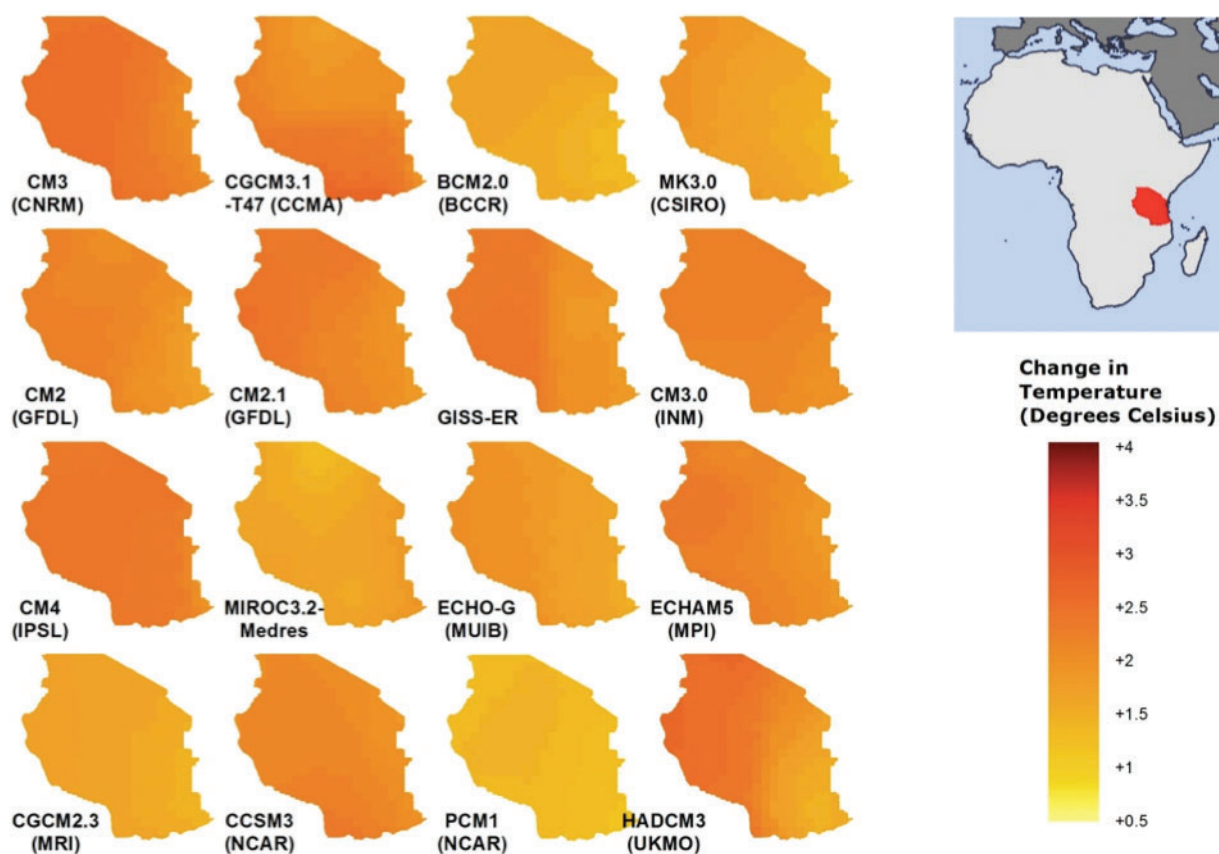 CM3
(CNRM)
CGCM3.1
-T47 (CCMA)
BCM2.0
(BCCR)
MK3.0
(CSIRO)
CM2
(GFDL)
CM2.1
(GFDL)
GISS-ER
CM3.0
(INM)
CM4
(IPSL)
MIROC3.2-
Medres
ECHO-G
(MUIB)
ECHAM5
(MPI)
CGCM2.3
(MRI)
CCSM3
(NCAR)
PCM1
(NCAR)
HADCM3
(UKMO)
Change in
Temperature
(Degrees Celsius)
+4
+3.5
+3
+2.5
+2
+1.5
+1
+0.5